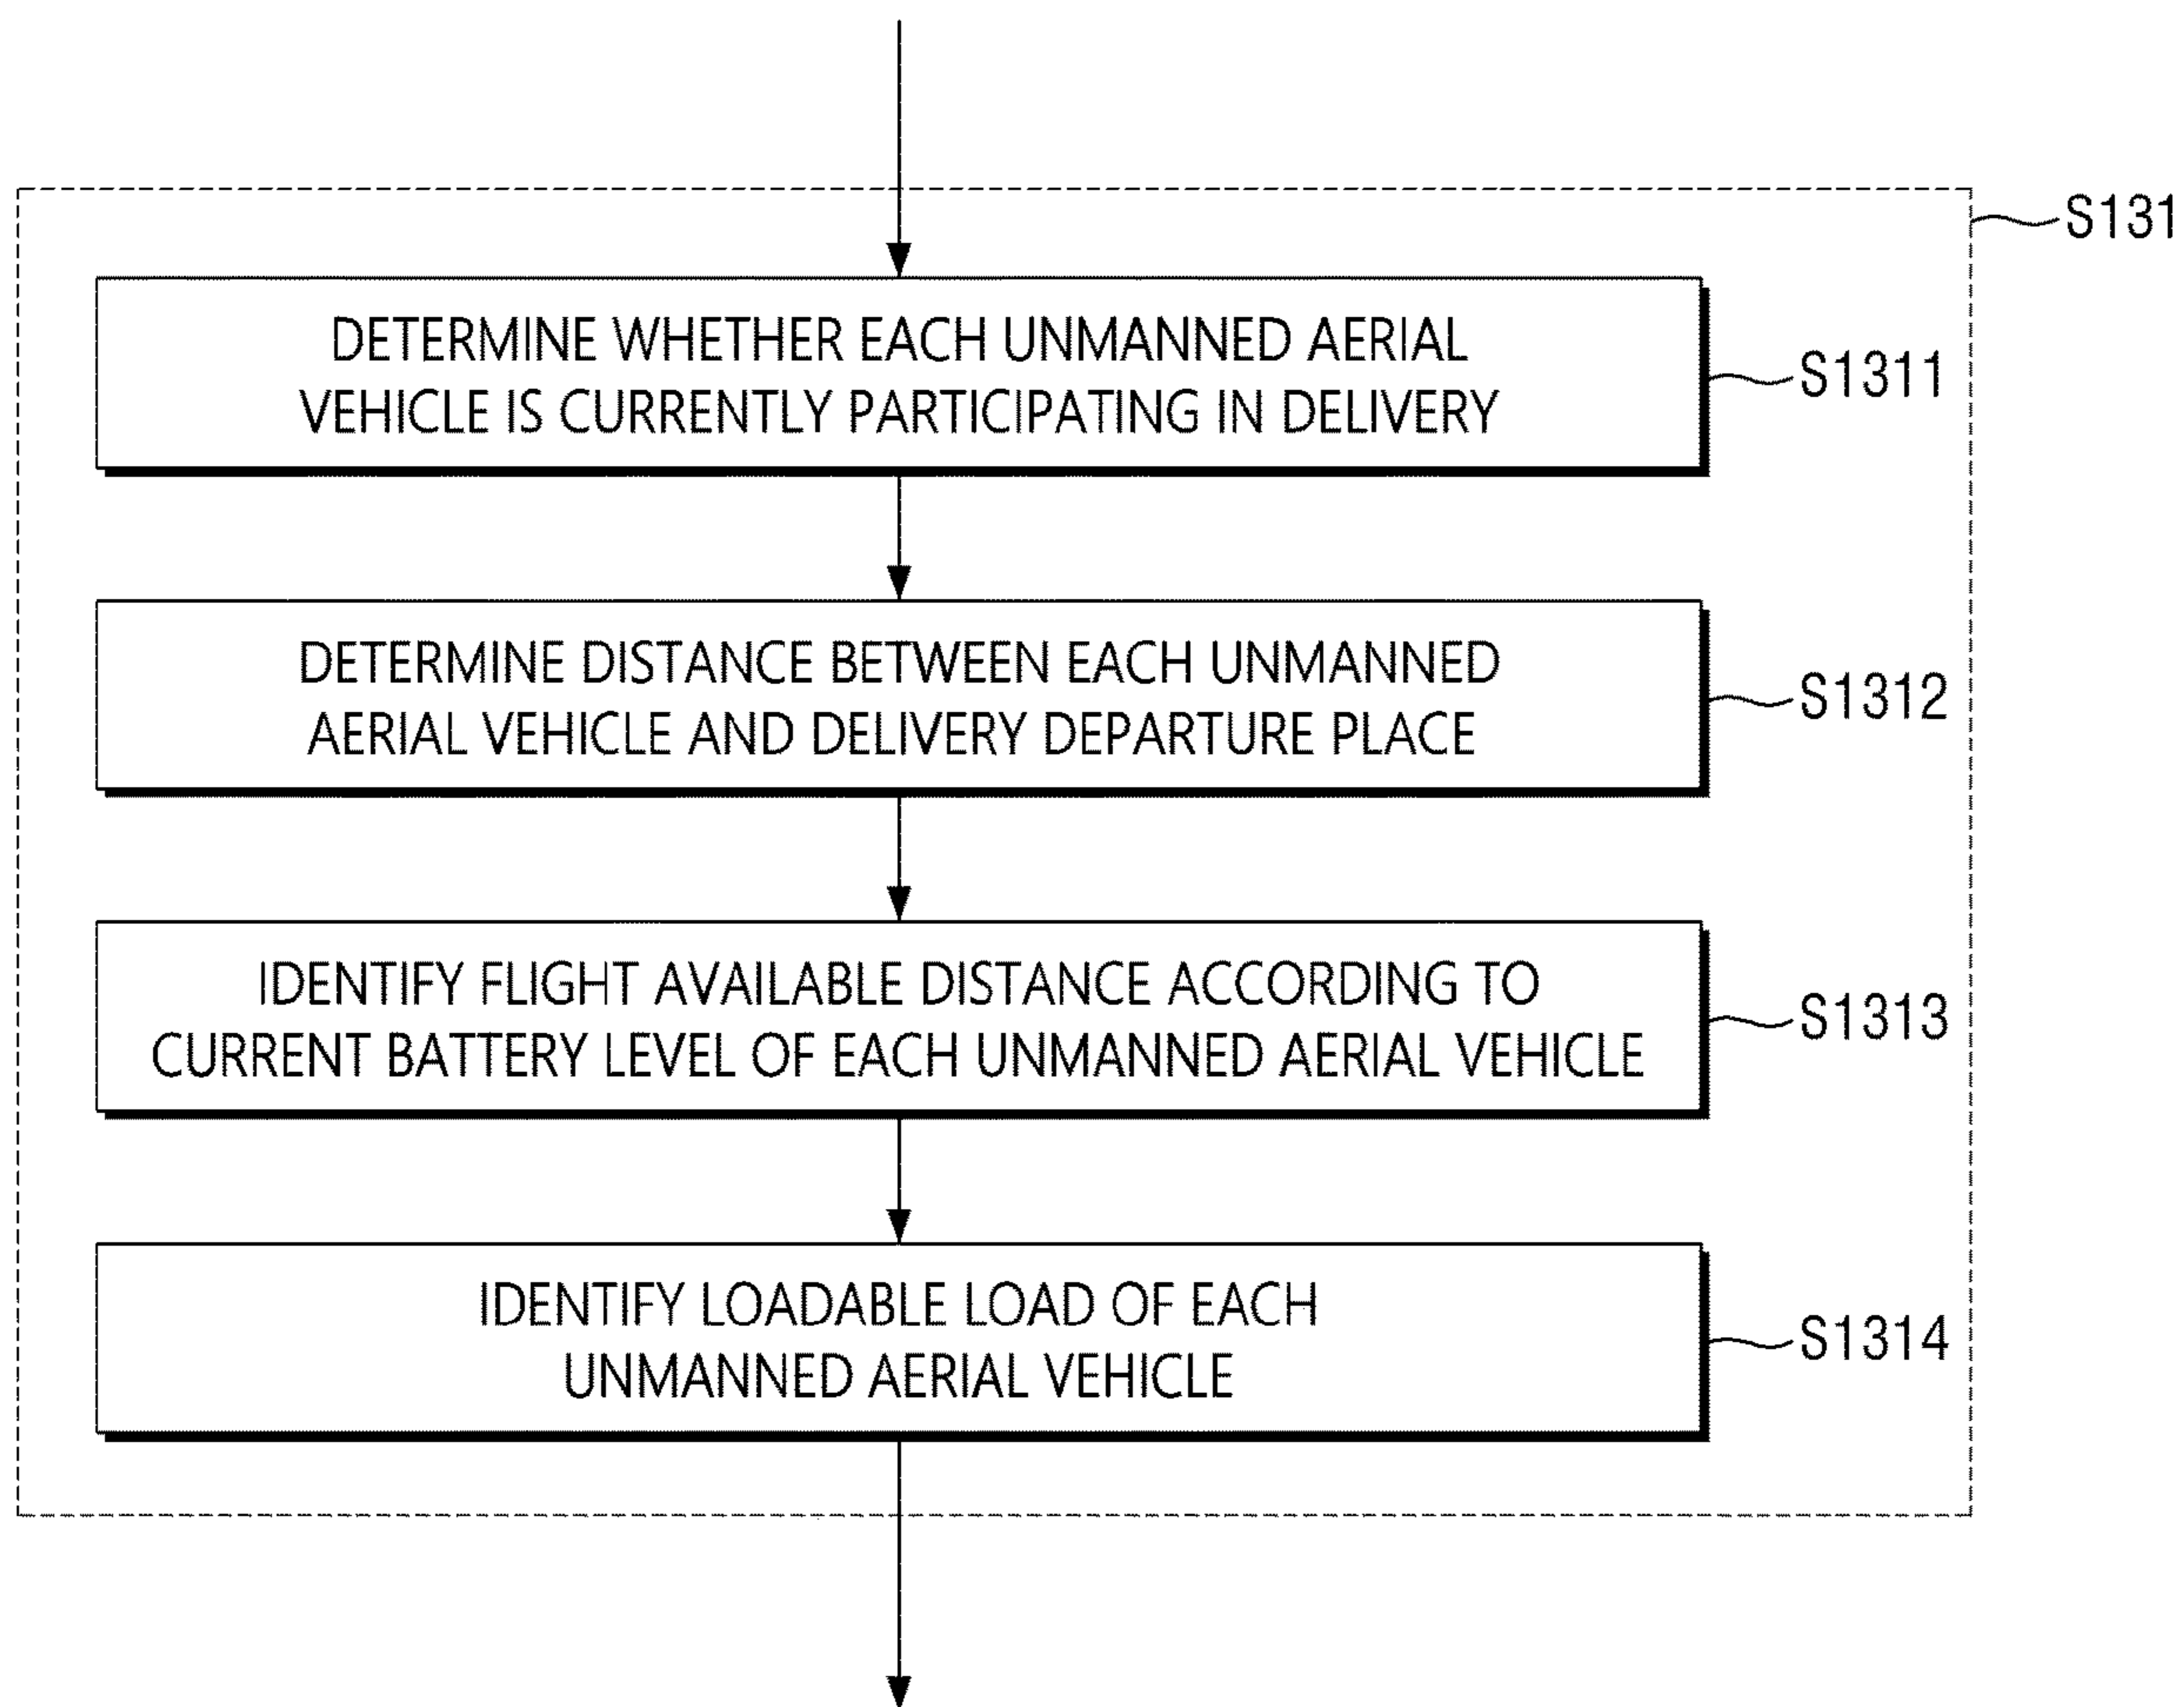 S131
DETERMINE WHETHER EACH UNMANNED AERIAL
VEHICLE IS CURRENTLY PARTICIPATING IN DELIVERY
S1311
DETERMINE DISTANCE BETWEEN EACH UNMANNED
AERIAL VEHICLE AND DELIVERY DEPARTURE PLACE
S1312
IDENTIFY FLIGHT AVAILABLE DISTANCE ACCORDING TO
CURRENT BATTERY LEVEL OF EACH UNMANNED AERIAL VEHICLE
S1313
IDENTIFY LOADABLE LOAD OF EACH
UNMANNED AERIAL VEHICLE
S1314